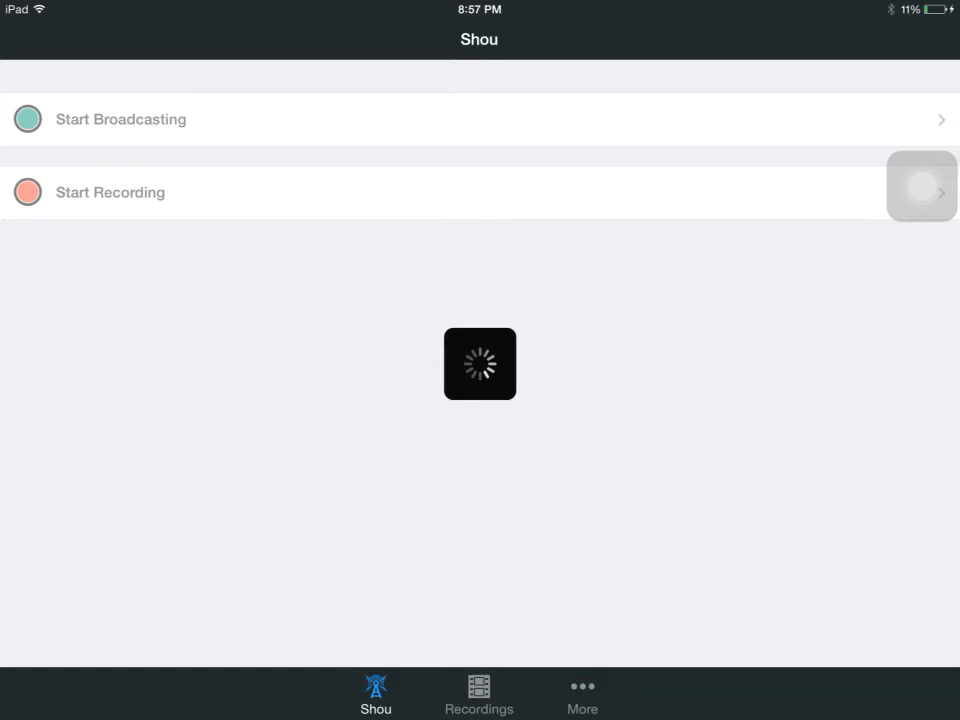 iPad 8:57 PM 11%
Shou
Start Broadcasting
Start Recording
Shou Recordings More